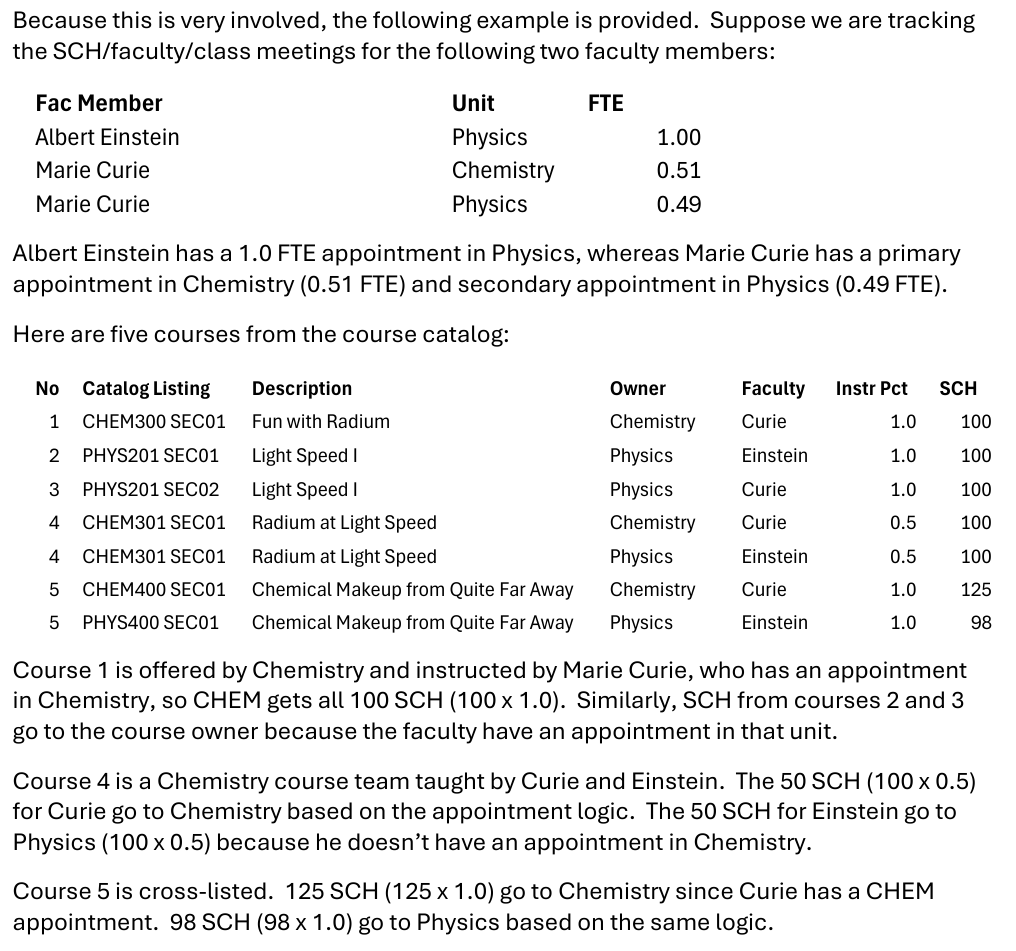 Because this is very involved, the following example is provided.  Suppose we are tracking
the SCH/faculty/class meetings for the following two faculty members:
Fac Member Unit FTE
Albert Einstein Physics 1.00
Marie Curie Chemistry 0.51
Marie Curie Physics 0.49
Albert Einstein has a 1.0 FTE appointment in Physics, whereas Marie Curie has a primary
appointment in Chemistry (0.51 FTE) and secondary appointment in Physics (0.49 FTE).
Here are five courses from the course catalog:
No Catalog Listing Description Owner Faculty Instr Pct SCH
1 CHEM300 SEC01 Fun with Radium Chemistry Curie 1.0 100
2 PHYS201 SEC01 Light Speed I Physics Einstein 1.0 100
3 PHYS201 SEC02 Light Speed I Physics Curie 1.0 100
4 CHEM301 SEC01 Radium at Light Speed Chemistry Curie 0.5 100
4 CHEM301 SEC01 Radium at Light Speed Physics Einstein 0.5 100
5 CHEM400 SEC01 Chemical Makeup from Quite Far Away Chemistry Curie 1.0 125
5 PHYS400 SEC01 Chemical Makeup from Quite Far Away Physics Einstein 1.0 98
Course 1 is offered by Chemistry and instructed by Marie Curie, who has an appointment
in Chemistry, so CHEM gets all 100 SCH (100 x 1.0).  Similarly, SCH from courses 2 and 3
go to the course owner because the faculty have an appointment in that unit.
Course 4 is a Chemistry course team taught by Curie and Einstein.  The 50 SCH (100 x 0.5)
for Curie go to Chemistry based on the appointment logic.  The 50 SCH for Einstein go to
Physics (100 x 0.5) because he doesn’t have an appointment in Chemistry.
Course 5 is cross-listed.  125 SCH (125 x 1.0) go to Chemistry since Curie has a CHEM
appointment.  98 SCH (98 x 1.0) go to Physics based on the same logic.